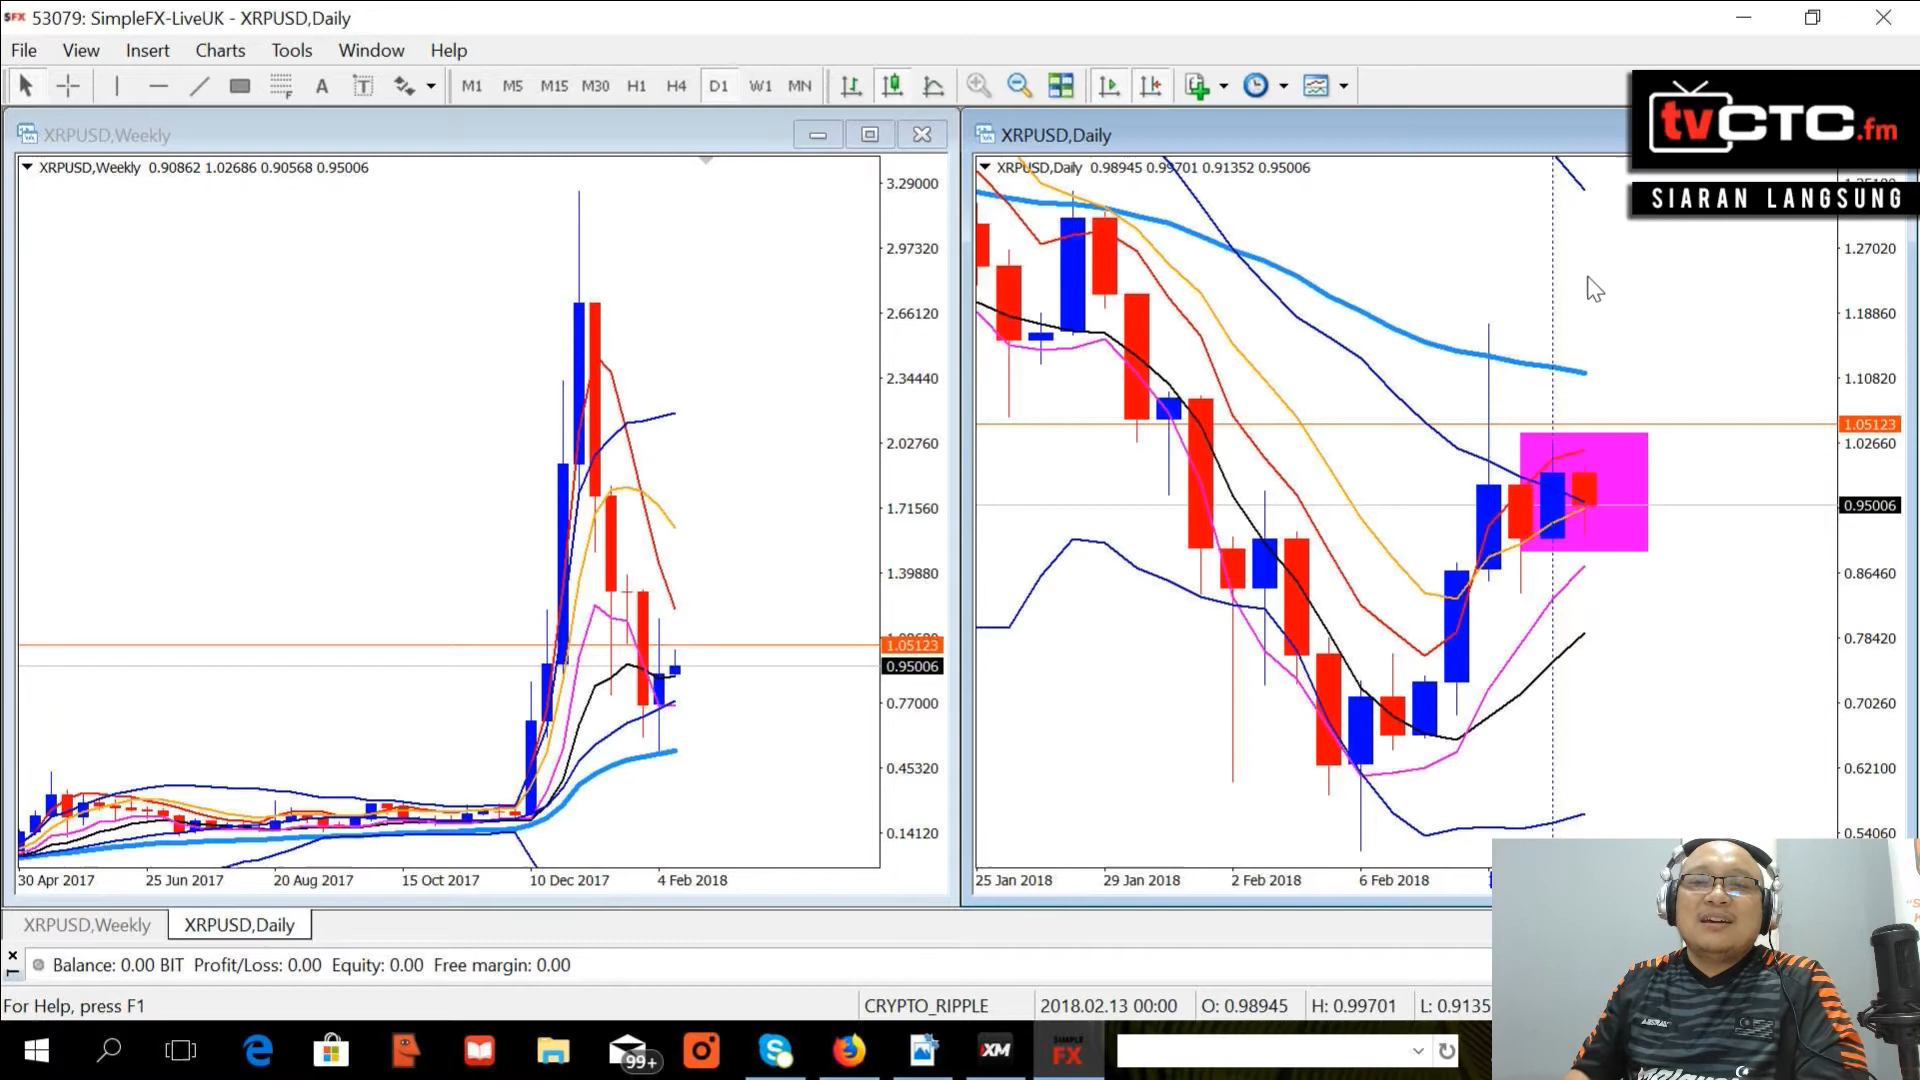 53079: SimpleFX-LiveUK - XRPUSD,Daily
File View Insert Charts Tools Window Help
M1 M5 M15 M30 H1 H4 D1 W1 MN
tvCTC.fm
SIARAN LANGSUNG
XRPUSD,Weekly
XRPUSD,Weekly 0.90862 1.02686 0.90568 0.95006
3.29000
2.97320
2.66120
2.34440
2.02760
1.71560
1.39880
1.05123
0.95006
0.77000
0.45320
0.14120
30 Apr 2017 25 Jun 2017 20 Aug 2017 15 Oct 2017 10 Dec 2017 4 Feb 2018
XRPUSD,Daily
XRPUSD,Daily 0.98945 0.99701 0.91352 0.95006
1.27020
1.18860
1.10820
1.05123
1.02660
0.95006
0.86460
0.78420
0.70260
0.62100
0.54060
25 Jan 2018 29 Jan 2018 2 Feb 2018 6 Feb 2018
XRPUSD,Weekly XRPUSD,Daily
Balance: 0.00 BIT Profit/Loss: 0.00 Equity: 0.00 Free margin: 0.00
For Help, press F1
CRYPTO_RIPPLE 2018.02.13 00:00 O: 0.98945 H: 0.99701 L: 0.9135
99+
XM
SIMPLE
FX